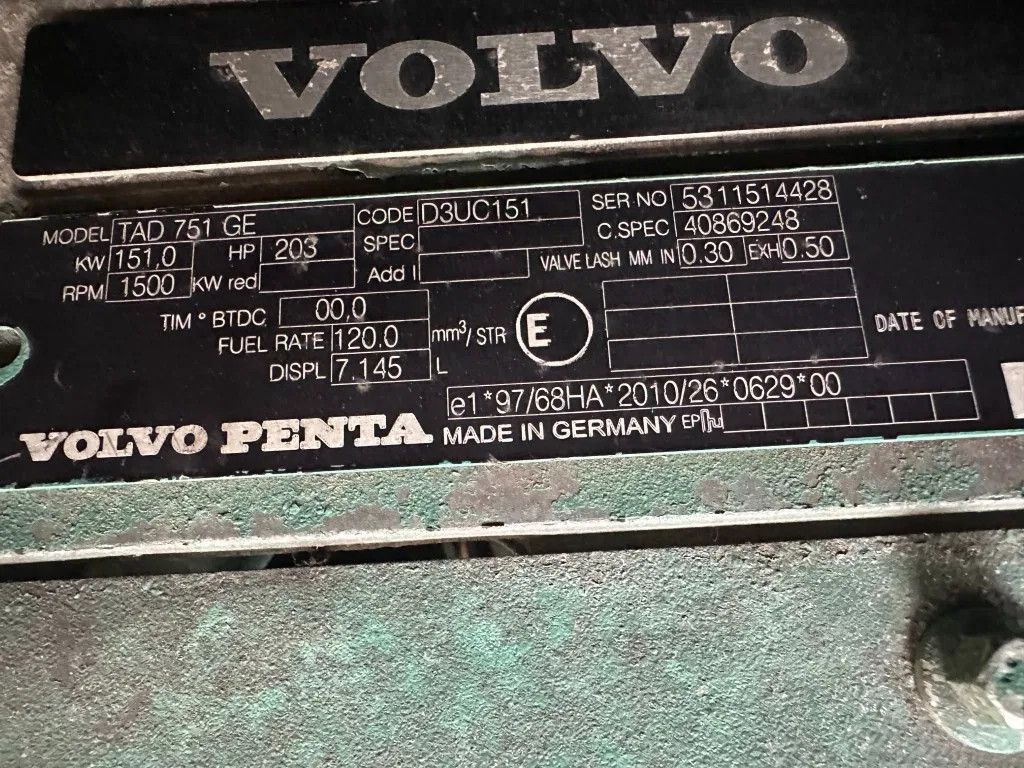 VOLVO
MODEL TAD 751 GE CODE D3UC151 SER NO 5311514428
KW 151,0 HP 203 SPEC C.SPEC 40869248
RPM 1500 KW red Add I VALVE LASH MM IN 0.30 EXH 0.50
TIM ° BTDC 00,0
FUEL RATE 120.0 mm³/STR E DATE OF MANUF
DISPL 7.145 L
e1*97/68HA*2010/26*0629*00
VOLVO PENTA MADE IN GERMANY EP